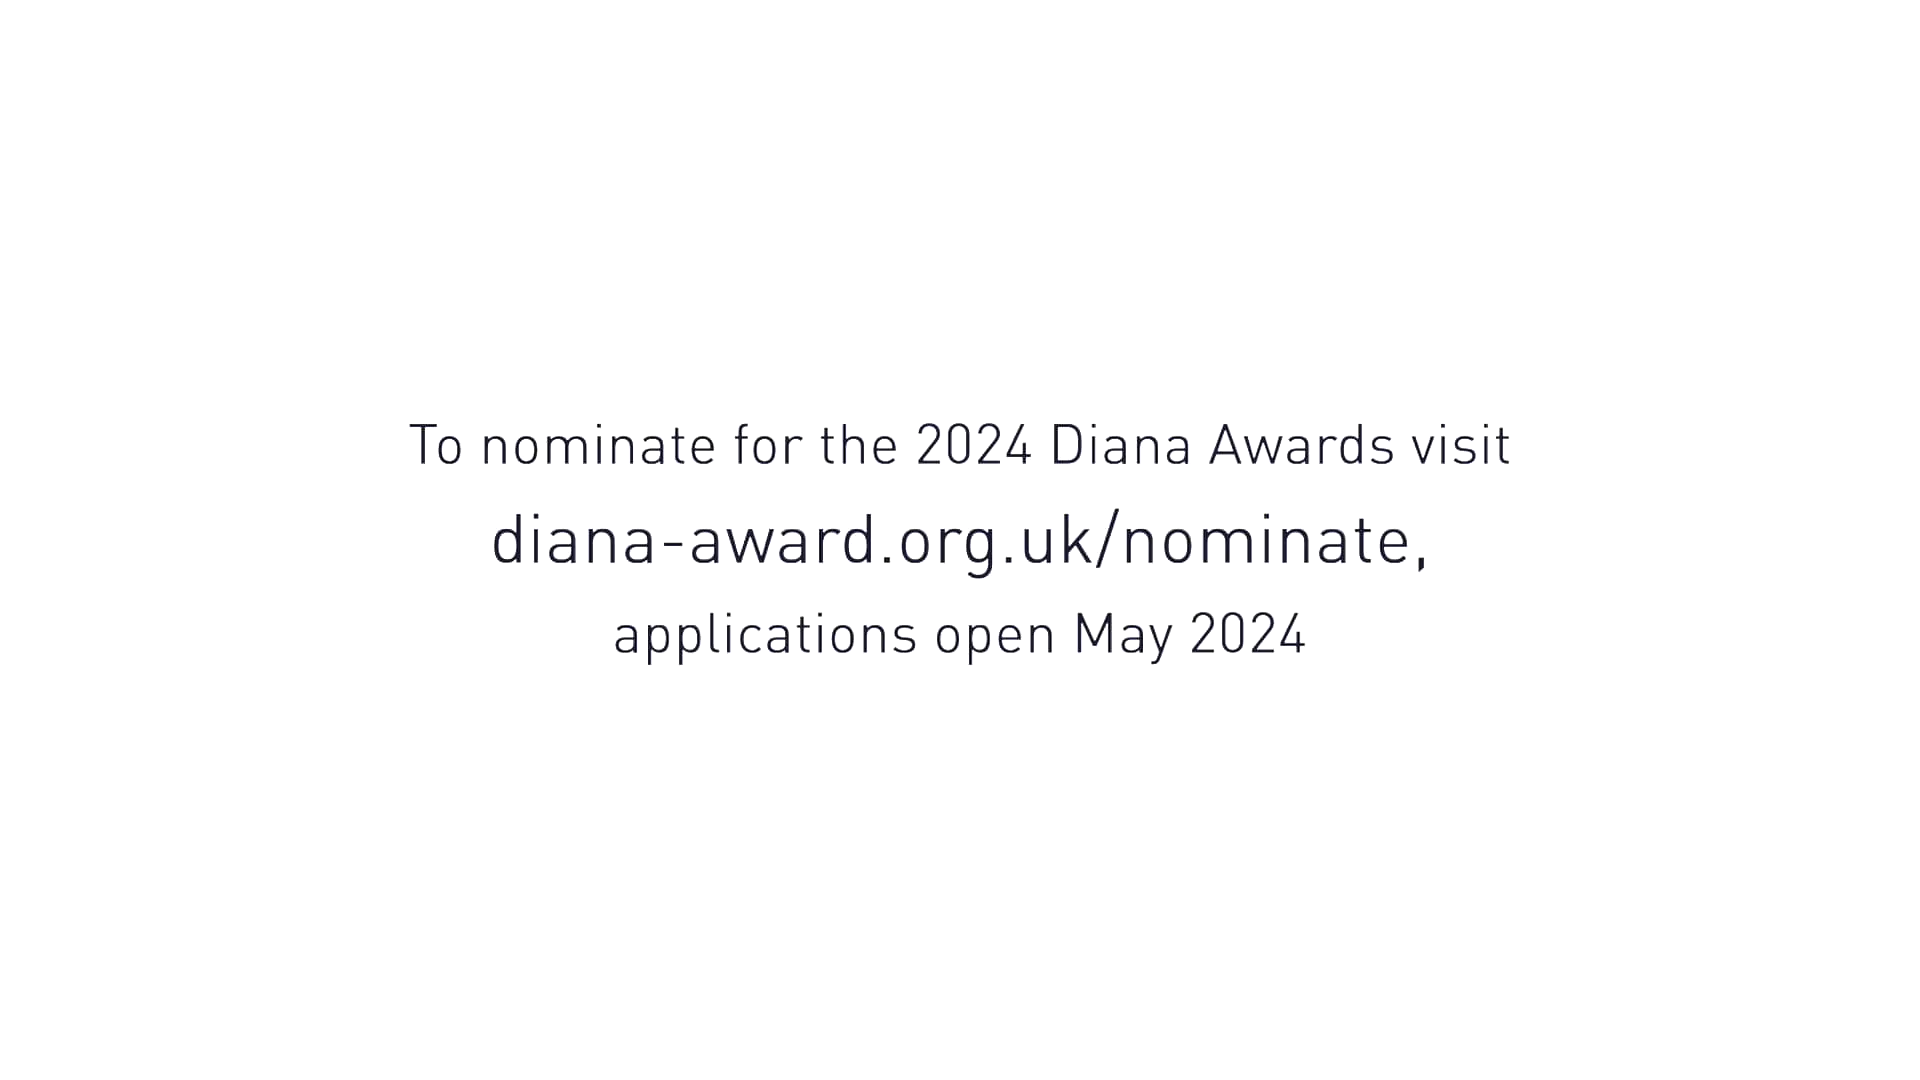 To nominate for the 2024 Diana Awards visit
diana-award.org.uk/nominate,
applications open May 2024